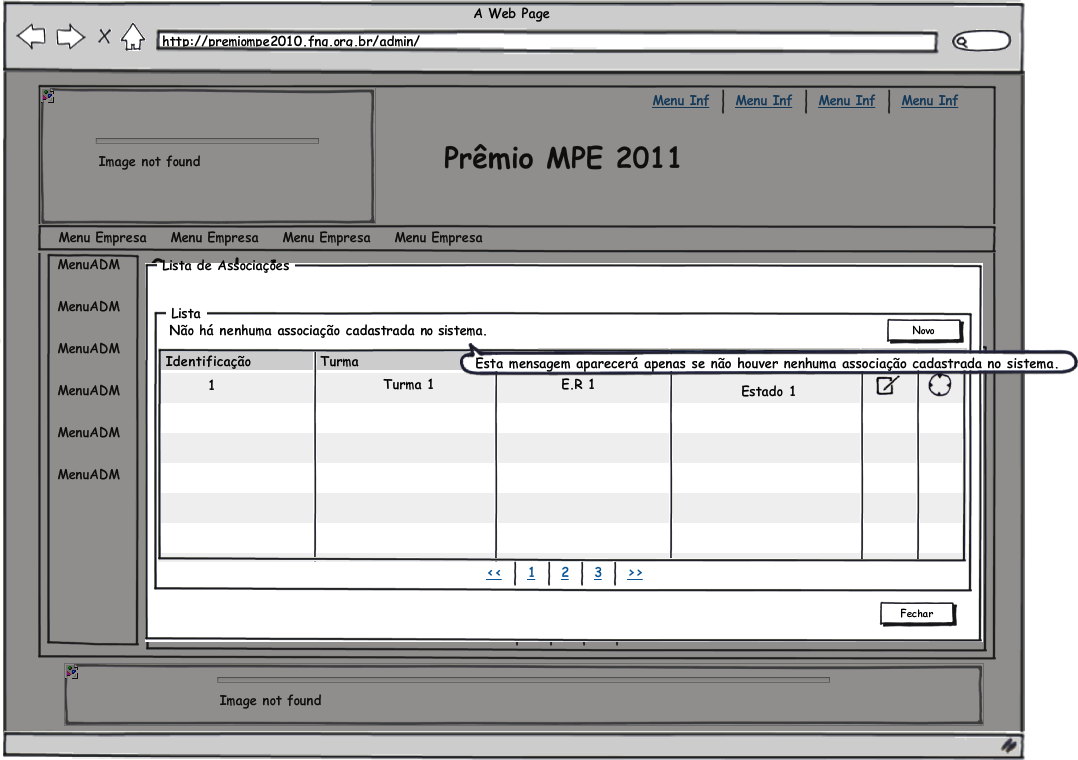 A Web Page
http://premiompe2010.fnq.org.br/admin/
Menu Inf Menu Inf Menu Inf Menu Inf
Image not found
Prêmio MPE 2011
Menu Empresa Menu Empresa Menu Empresa Menu Empresa
MenuADM
MenuADM
MenuADM
MenuADM
MenuADM
MenuADM
Lista de Associações
Lista
Não há nenhuma associação cadastrada no sistema.
Novo
Esta mensagem aparecerá apenas se não houver nenhuma associação cadastrada no sistema.
Identificação Turma
1 Turma 1 E.R 1 Estado 1
<< 1 2 3 >>
Fechar
Image not found